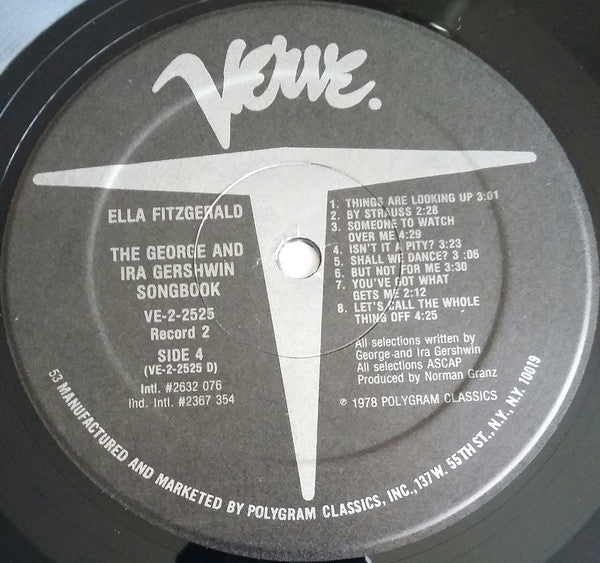 Verve.
ELLA FITZGERALD
THE GEORGE AND
IRA GERSHWIN
SONGBOOK
VE-2-2525
Record 2
SIDE 4
(VE-2-2525 D)
Intl. #2632 076
Ind. Intl. #2367 354
1. THINGS ARE LOOKING UP 3:01
2. BY STRAUSS 2:28
3. SOMEONE TO WATCH
OVER ME 4:29
4. ISN'T IT A PITY? 3:23
5. SHALL WE DANCE? 3:06
6. BUT NOT FOR ME 3:30
7. YOU'VE GOT WHAT
GETS ME 2:12
8. LET'S CALL THE WHOLE
THING OFF 4:25
All selections written by
George and Ira Gershwin
All selections ASCAP
Produced by Norman Granz
℗ 1978 POLYGRAM CLASSICS
53 MANUFACTURED AND MARKETED BY POLYGRAM CLASSICS, INC., 137 W. 55TH ST., N.Y., N.Y. 10019